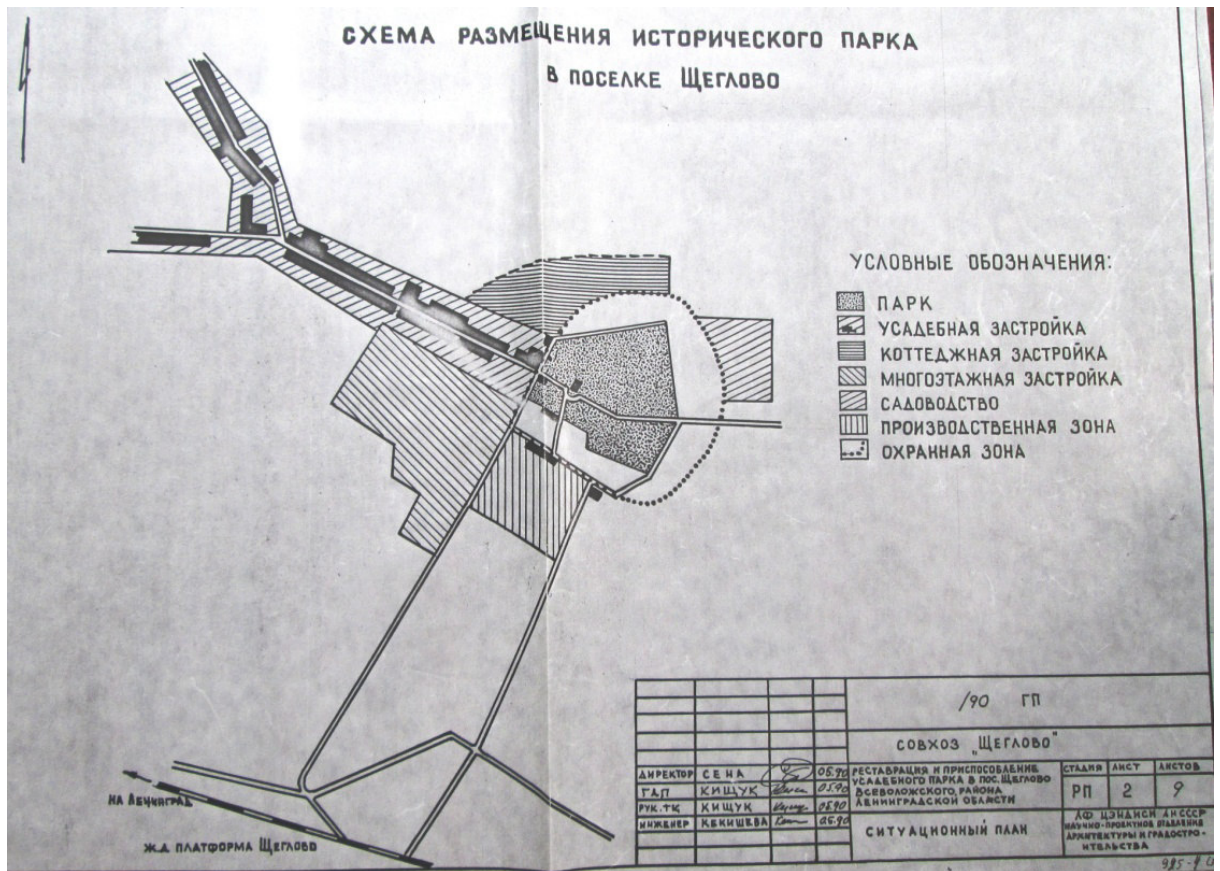 СХЕМА РАЗМЕЩЕНИЯ ИСТОРИЧЕСКОГО ПАРКА
В ПОСЕЛКЕ ЩЕГЛОВО
УСЛОВНЫЕ ОБОЗНАЧЕНИЯ:
ПАРК
УСАДЕБНАЯ ЗАСТРОЙКА
КОТТЕДЖНАЯ ЗАСТРОЙКА
МНОГОЭТАЖНАЯ ЗАСТРОЙКА
САДОВОДСТВО
ПРОИЗВОДСТВЕННАЯ ЗОНА
ОХРАННАЯ ЗОНА
НА ЛЕНИНГРАД
Ж.Д. ПЛАТФОРМА ЩЕГЛОВО
/90 ГП
СОВХОЗ „ЩЕГЛОВО"
ДИРЕКТОР СЕНА 05.90
ГАП КИЩУК 05.90
РУК.ТК КИЩУК 05.90
ИНЖЕНЕР КЕКИШЕВА 05.90
РЕСТАВРАЦИЯ И ПРИСПОСОБЛЕНИЕ
УСАДЕБНОГО ПАРКА В ПОС. ЩЕГЛОВО
ВСЕВОЛОЖСКОГО РАЙОНА
ЛЕНИНГРАДСКОЙ ОБЛАСТИ
СТАДИЯ ЛИСТ ЛИСТОВ
РП 2 9
СИТУАЦИОННЫЙ ПЛАН
ЛФ ЦЭНДИСИ АН СССР
НАУЧНО-ПРОЕКТНОЕ ОТДЕЛЕНИЕ
АРХИТЕКТУРЫ И ГРАДОСТРО-
ИТЕЛЬСТВА